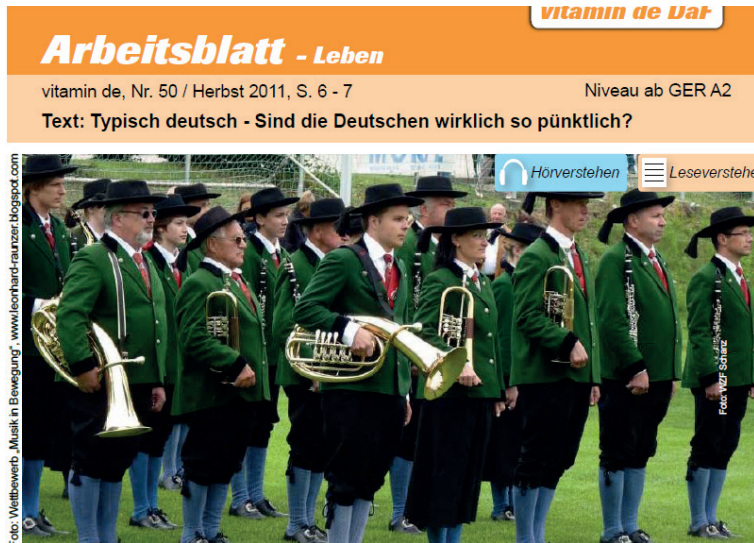 vitamin de DaF
Arbeitsblatt - Leben
vitamin de, Nr. 50 / Herbst 2011, S. 6 - 7
Niveau ab GER A2
Text: Typisch deutsch - Sind die Deutschen wirklich so pünktlich?
Hörverstehen
Leseverstehe
Foto: Wettbewerb „Musik in Bewegung“, www.leonhard-raunzer.blogspot.com
Foto: WZF Schanz